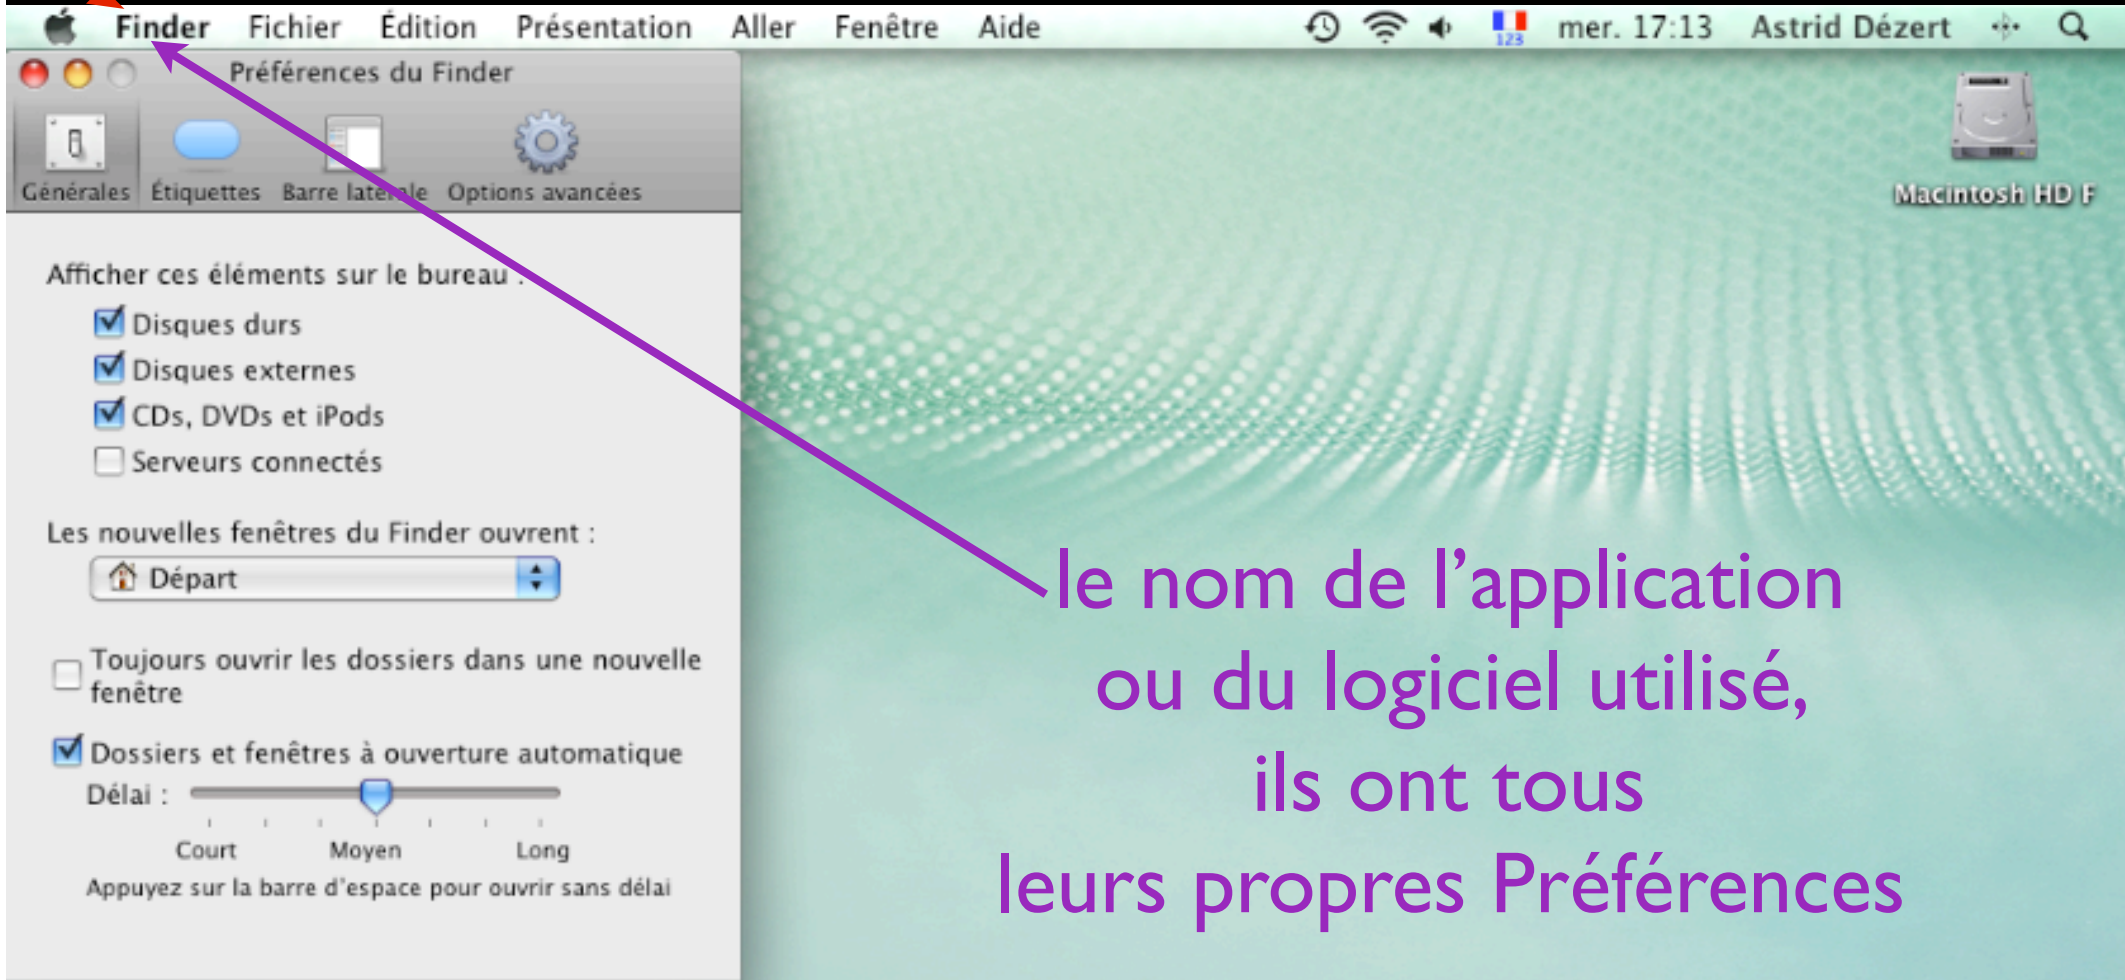 Finder Fichier Édition Présentation Aller Fenêtre Aide 123 mer. 17:13 Astrid Dézert
Préférences du Finder
Générales Étiquettes Barre latérale Options avancées
Macintosh HD F
Afficher ces éléments sur le bureau :
Disques durs
Disques externes
CDs, DVDs et iPods
Serveurs connectés
Les nouvelles fenêtres du Finder ouvrent :
Départ
Toujours ouvrir les dossiers dans une nouvelle
fenêtre
Dossiers et fenêtres à ouverture automatique
Délai :
Court Moyen Long
Appuyez sur la barre d'espace pour ouvrir sans délai
le nom de l’application
ou du logiciel utilisé,
ils ont tous
leurs propres Préférences